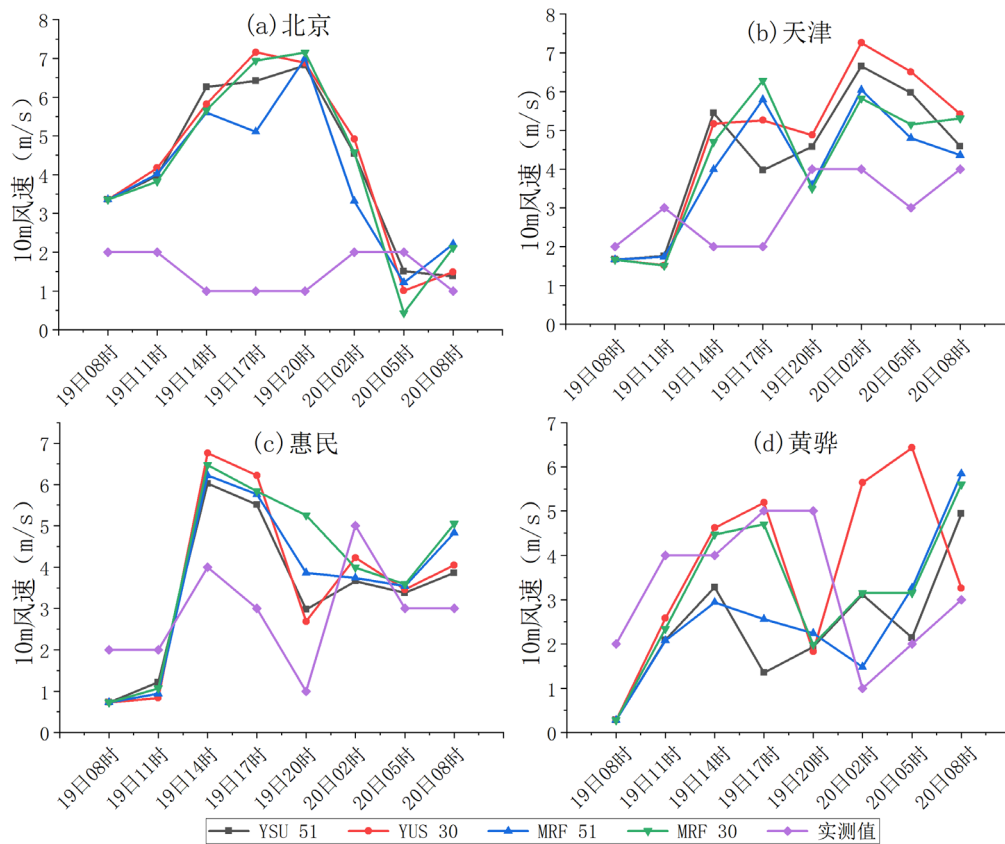 (a)北京
10m风速（m/s）
8
7
6
5
4
3
2
1
0
19日08时
19日11时
19日14时
19日17时
19日20时
20日02时
20日05时
20日08时
(b)天津
10m风速（m/s）
8
7
6
5
4
3
2
1
0
19日08时
19日11时
19日14时
19日17时
19日20时
20日02时
20日05时
20日08时
(c)惠民
10m风速（m/s）
7
6
5
4
3
2
1
0
19日08时
19日11时
19日14时
19日17时
19日20时
20日02时
20日05时
20日08时
(d)黄骅
10m风速（m/s）
7
6
5
4
3
2
1
0
19日08时
19日11时
19日14时
19日17时
19日20时
20日02时
20日05时
20日08时
YSU 51 YUS 30 MRF 51 MRF 30 实测值